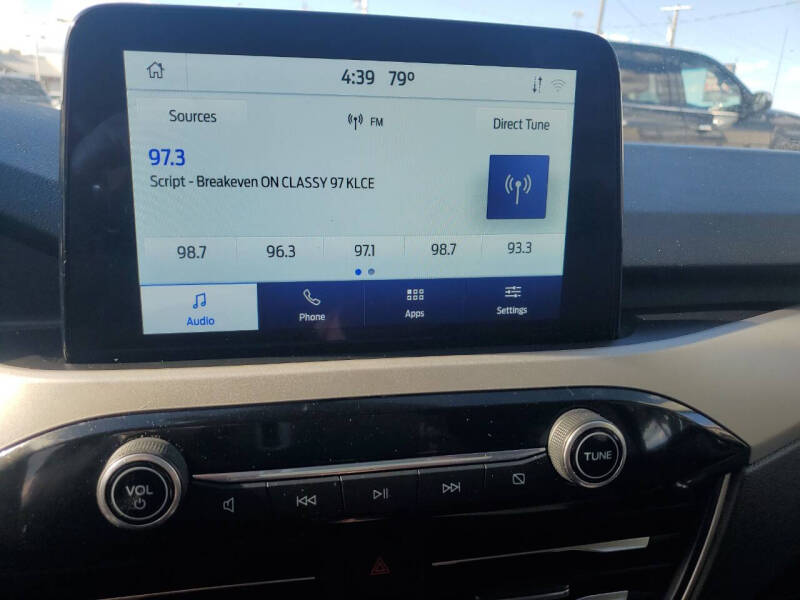 4:39 79º
Sources
FM
Direct Tune
97.3
Script - Breakeven ON CLASSY 97 KLCE
98.7 96.3 97.1 98.7 93.3
Audio Phone Apps Settings
VOL
TUNE